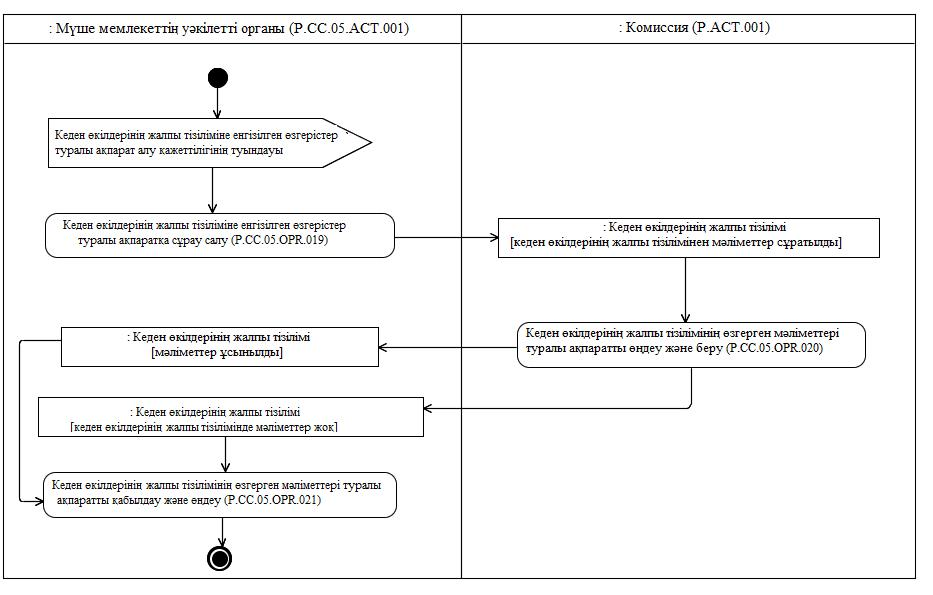 : Мүше мемлекеттің уәкілетті органы (P.CC.05.ACT.001)
: Комиссия (P.ACT.001)
Кеден өкілдерінің жалпы тізіліміне енгізілген өзгерістер
туралы ақпарат алу қажеттілігінің туындауы
Кеден өкілдерінің жалпы тізіліміне енгізілген өзгерістер
туралы ақпаратка сұрау салу (P.CC.05.OPR.019)
: Кеден өкілдерінің жалпы тізілімі
[кеден өкілдерінің жалпы тізілімінен мәліметтер сұратылды]
Кеден өкілдерінің жалпы тізілімінің өзгерген мәліметтері
туралы ақпаратты өңдеу және беру (P.CC.05.OPR.020)
: Кеден өкілдерінің жалпы тізілімі
[мәліметтер ұсынылды]
: Кеден өкілдерінің жалпы тізілімі
[кеден өкілдерінің жалпы тізілімінде мәліметтер жоқ]
Кеден өкілдерінің жалпы тізілімінің өзгерген мәліметтері туралы
ақпаратты қабылдау және өңдеу (P.CC.05.OPR.021)